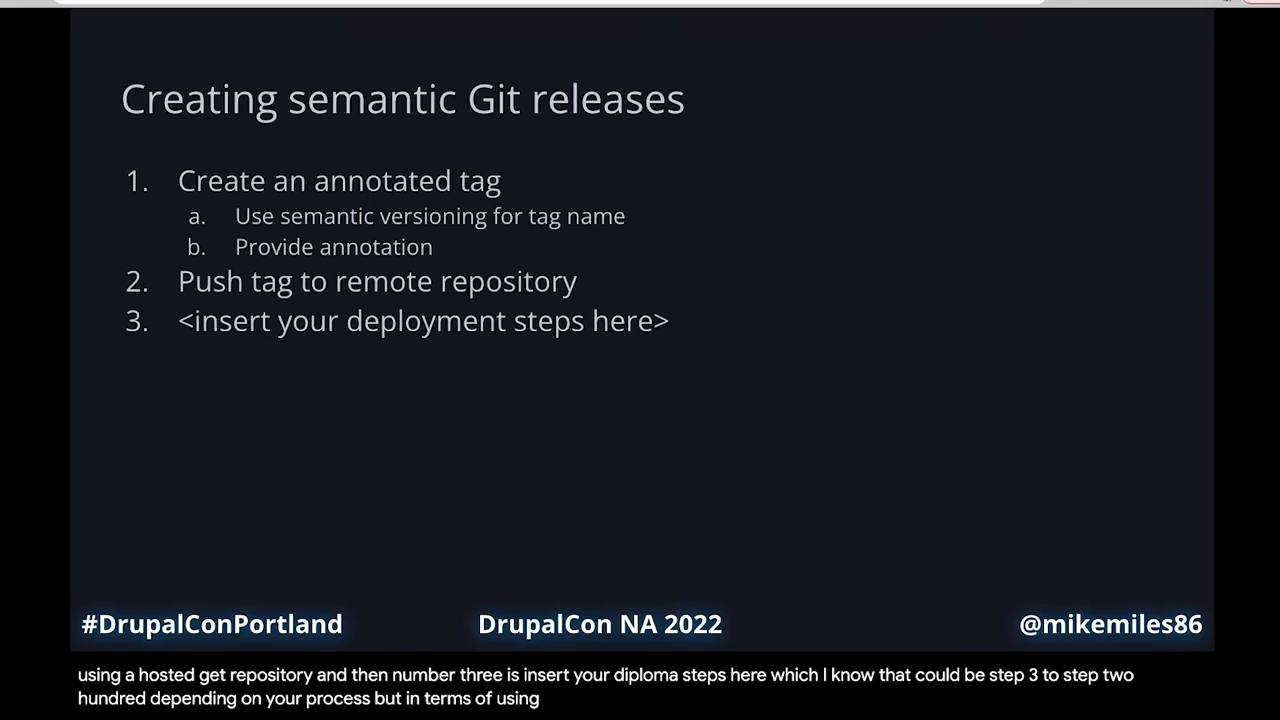 Creating semantic Git releases
1. Create an annotated tag
a. Use semantic versioning for tag name
b. Provide annotation
2. Push tag to remote repository
3. <insert your deployment steps here>
#DrupalConPortland DrupalCon NA 2022 @mikemiles86
using a hosted get repository and then number three is insert your diploma steps here which I know that could be step 3 to step two
hundred depending on your process but in terms of using